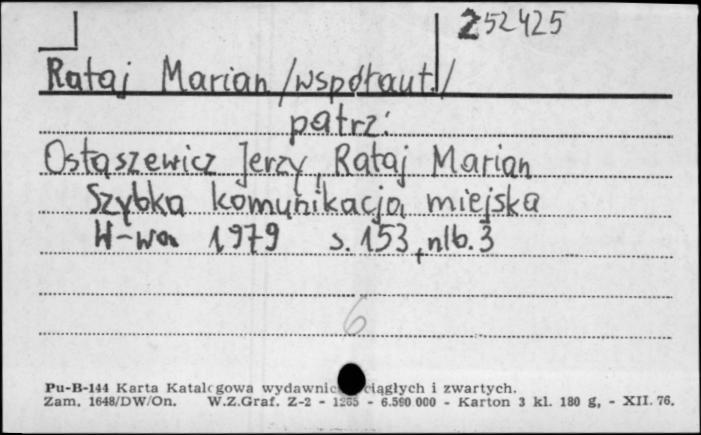 252425
Rataj Marian /współaut./
patrz:
Ostaszewicz Jerzy, Rataj Marian
Szybka komunikacja miejska
W-wa 1979 s. 153, nlb. 3
6
Pu-B-144 Karta Katalogowa wydawnic ciągłych i zwartych.
Zam. 1648/DW/On. W.Z.Graf. Z-2 - 1265 - 6.590 000 - Karton 3 kl. 180 g, - XII. 76.